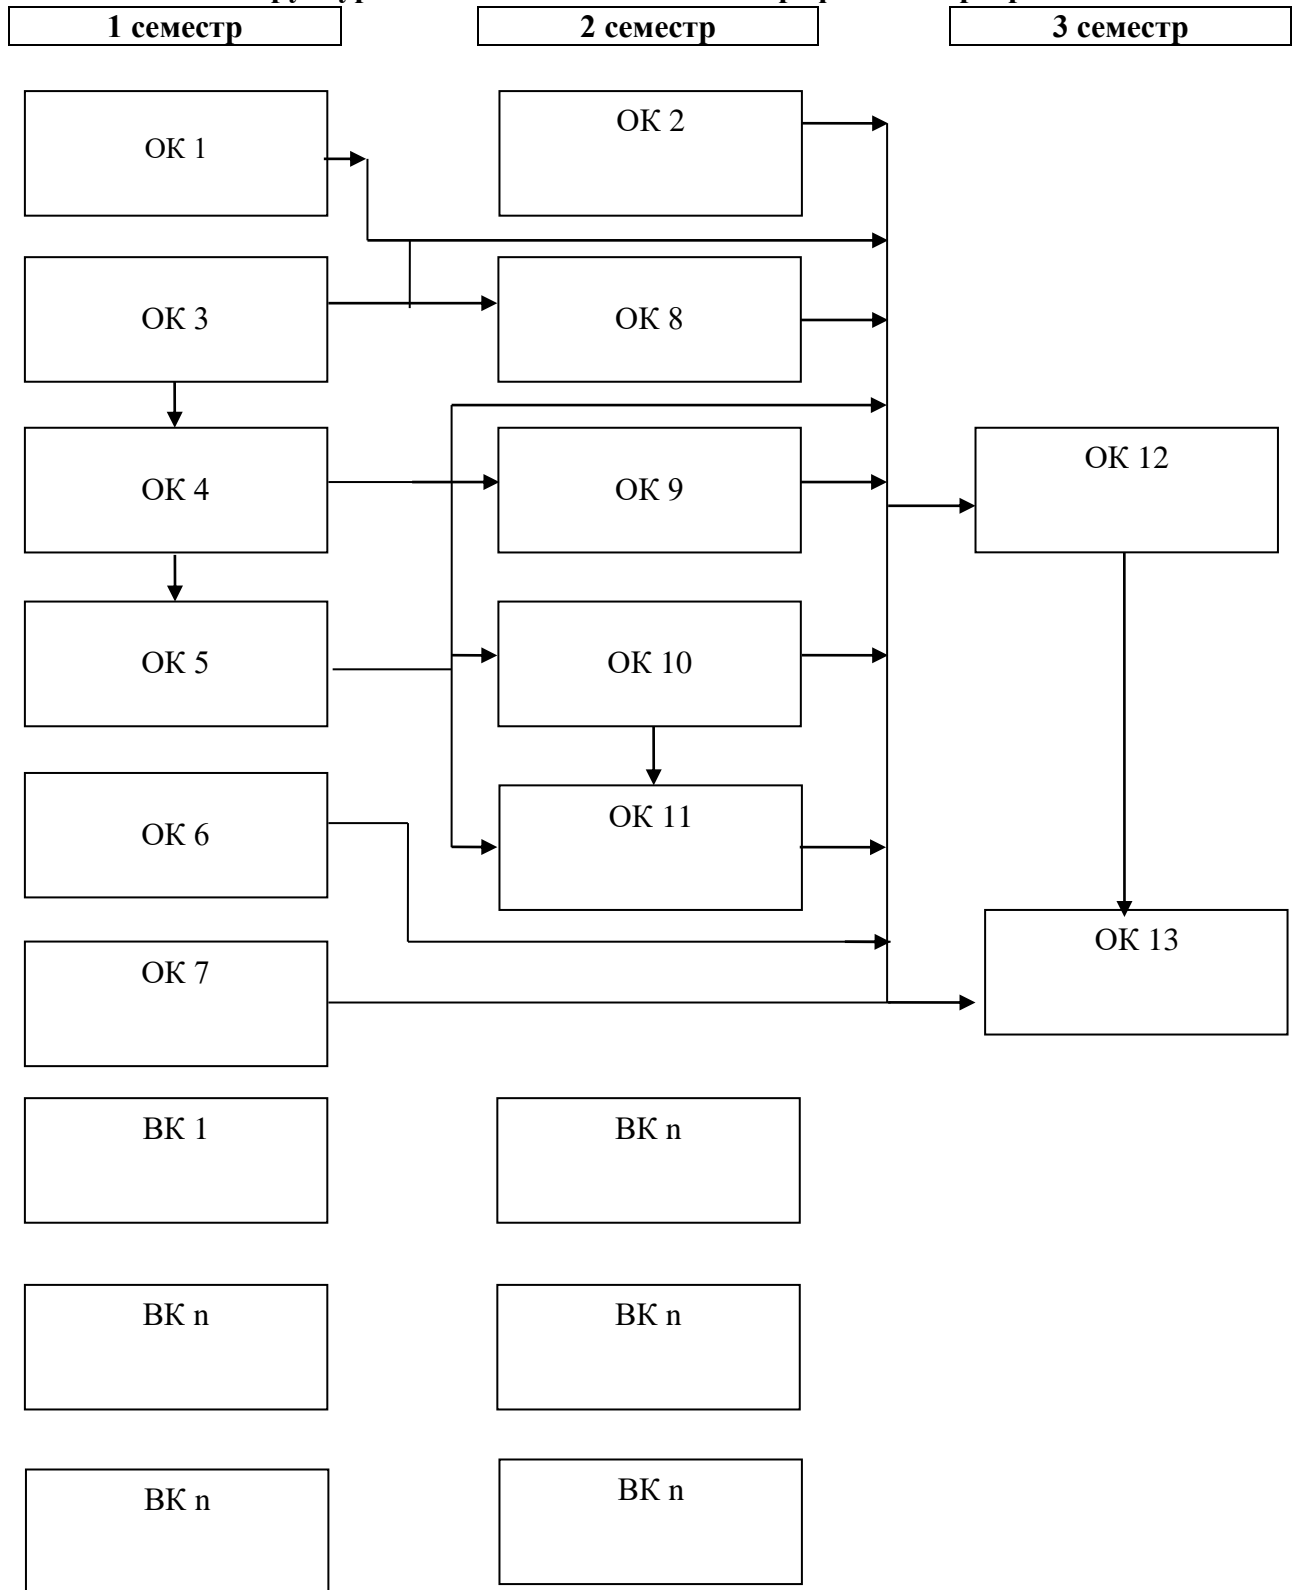 1 семестр
2 семестр
3 семестр
ОК 1
ОК 2
ОК 3
ОК 8
ОК 4
ОК 9
ОК 12
ОК 5
ОК 10
ОК 6
ОК 11
ОК 7
ОК 13
ВК 1
ВК n
ВК n
ВК n
ВК n
ВК n